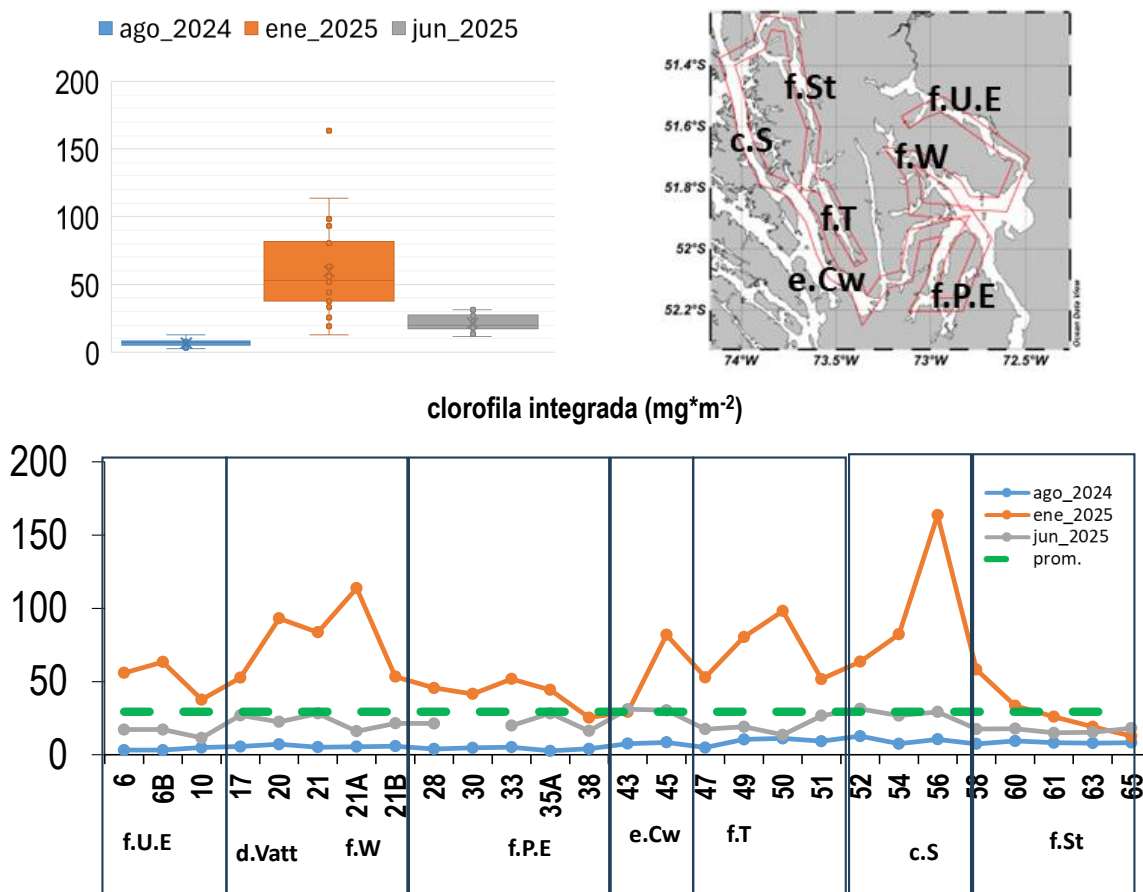 ago_2024 ene_2025 jun_2025
200
150
100
50
0
51.4°S
51.6°S
51.8°S
52°S
52.2°S
74°W 73.5°W 73°W 72.5°W
f.St
f.U.E
c.S
f.W
f.T
e.Cw
f.P.E
Ocean Data View
clorofila integrada (mg*m-2)
200
150
100
50
0
ago_2024
ene_2025
jun_2025
prom.
6 6B 10 17 20 21 21A 21B 28 30 33 35A 38 43 45 47 49 50 51 52 54 56 58 60 61 63 65
f.U.E d.Vatt f.W f.P.E e.Cw f.T c.S f.St